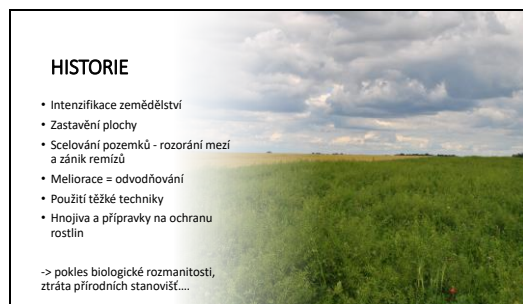 HISTORIE
• Intenzifikace zemědělství
• Zastavění plochy
• Scelování pozemků - rozorání mezí
a zánik remízů
• Meliorace = odvodňování
• Použití těžké techniky
• Hnojiva a přípravky na ochranu
rostlin
-> pokles biologické rozmanitosti,
ztráta přírodních stanovišť....